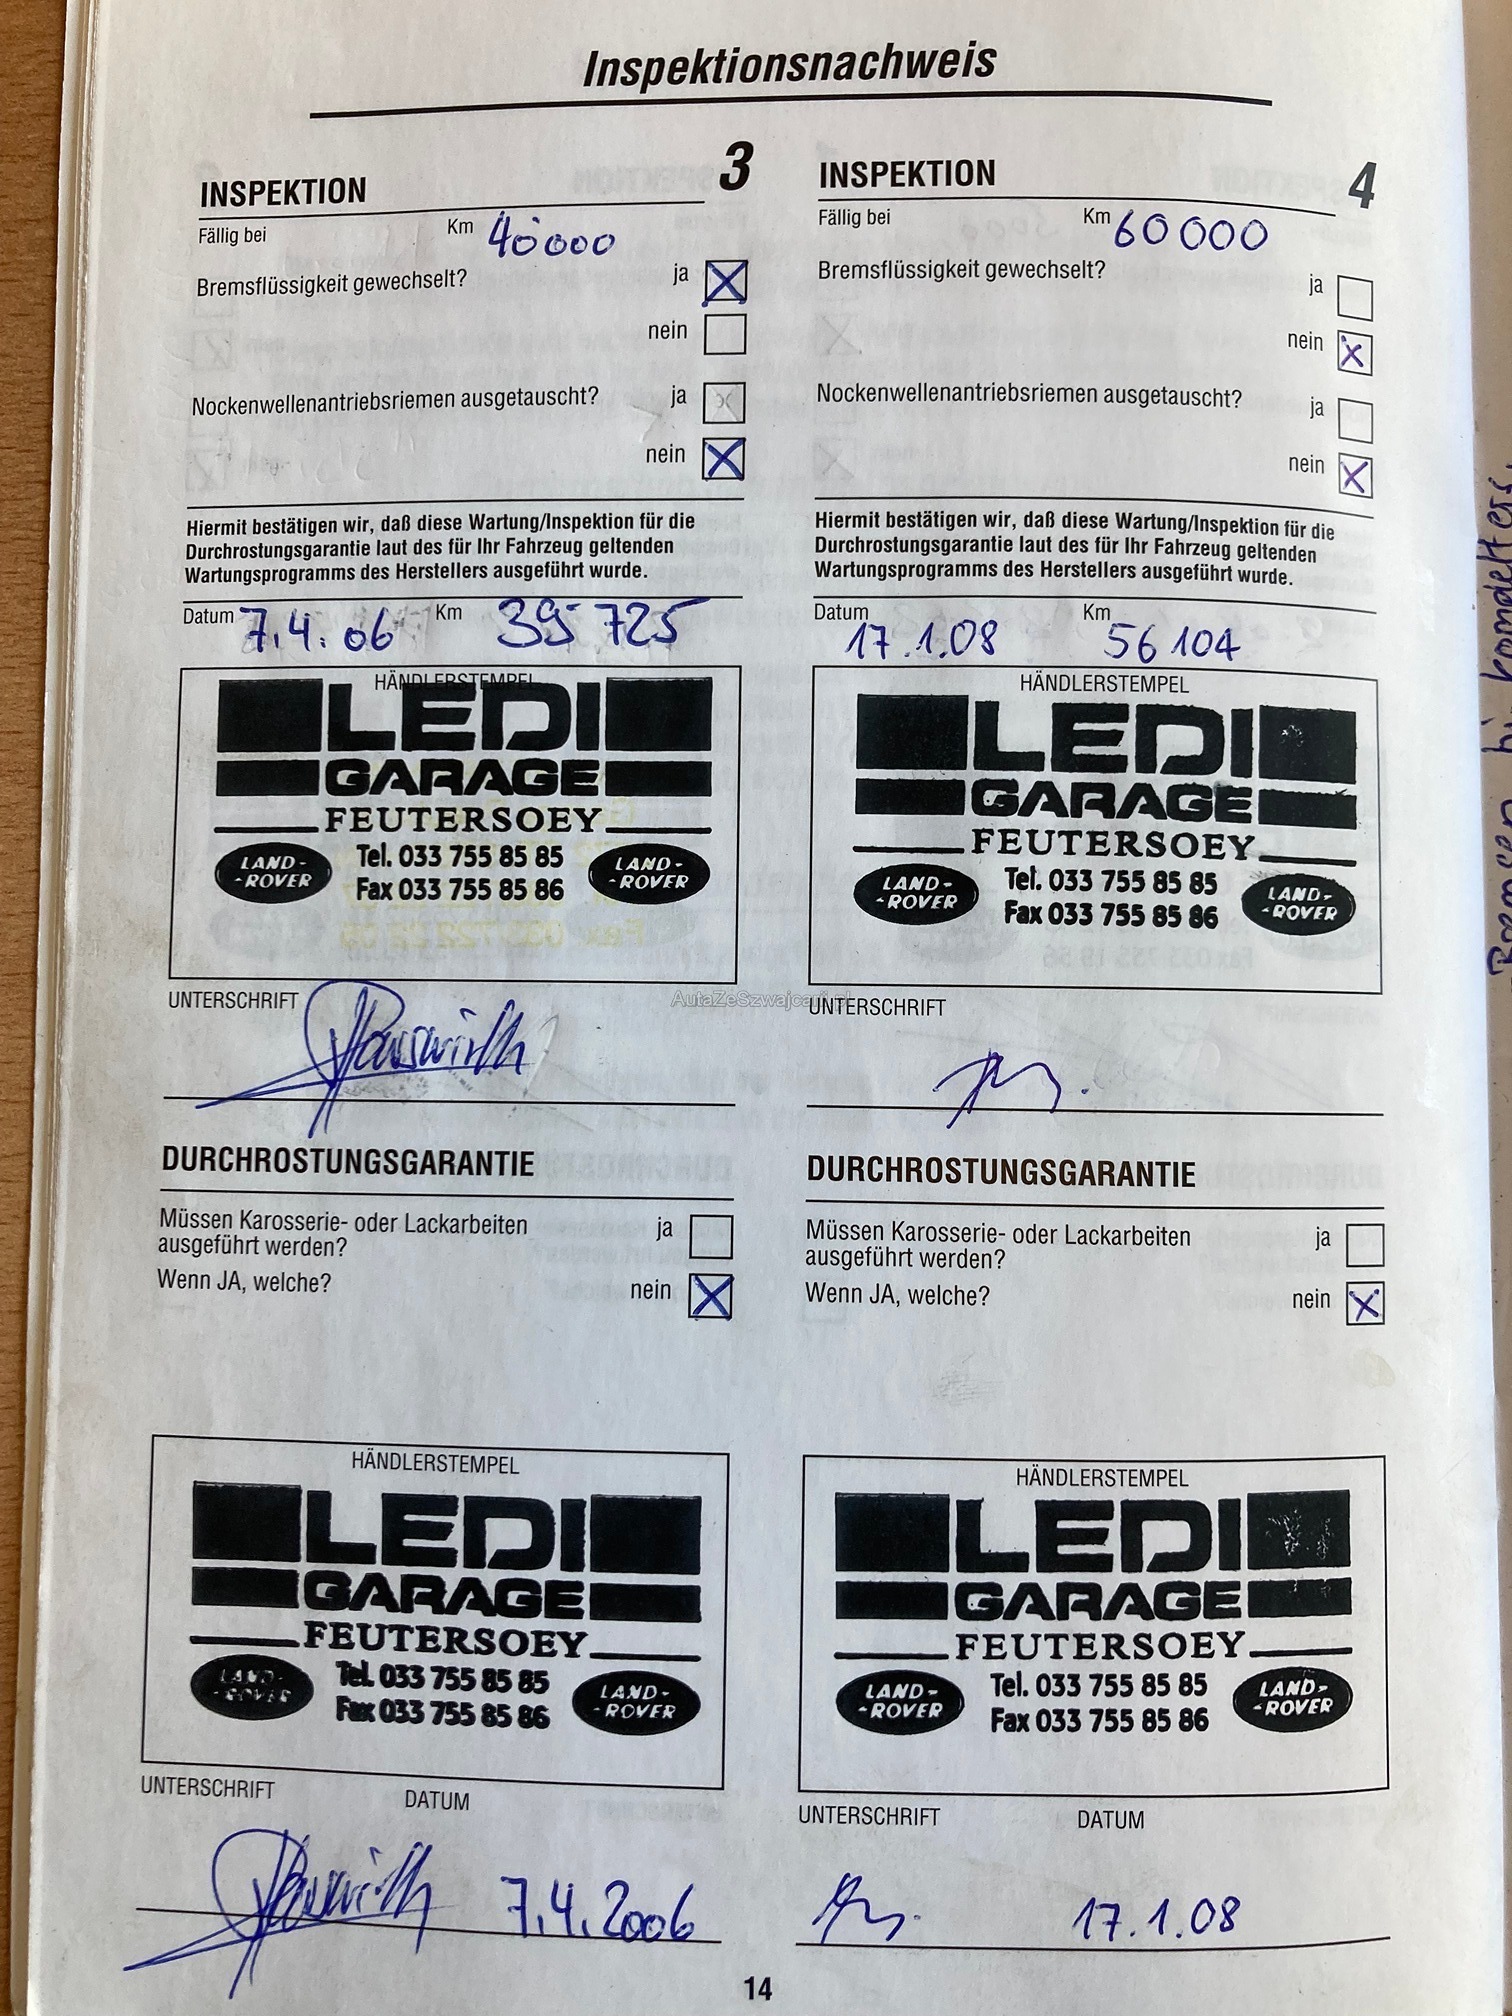 Inspektionsnachweis
INSPEKTION 3
Fällig bei Km 40000
Bremsflüssigkeit gewechselt? ja
nein
Nockenwellenantriebsriemen ausgetauscht? ja
nein
Hiermit bestätigen wir, daß diese Wartung/Inspektion für die
Durchrostungsgarantie laut des für Ihr Fahrzeug geltenden
Wartungsprogramms des Herstellers ausgeführt wurde.
Datum 7.4.06 Km 39 725
HÄNDLERSTEMPEL
LEDI
GARAGE
FEUTERSOEY
LAND-
-ROVER
Tel. 033 755 85 85
Fax 033 755 85 86
LAND-
-ROVER
UNTERSCHRIFT
DURCHROSTUNGSGARANTIE
Müssen Karosserie- oder Lackarbeiten ja
ausgeführt werden?
Wenn JA, welche? nein
HÄNDLERSTEMPEL
LEDI
GARAGE
FEUTERSOEY
LAND-
-ROVER
Tel. 033 755 85 85
Fax 033 755 85 86
LAND-
-ROVER
UNTERSCHRIFT DATUM
7.4.2006
INSPEKTION 4
Fällig bei Km 60000
Bremsflüssigkeit gewechselt? ja
nein
Nockenwellenantriebsriemen ausgetauscht? ja
nein
Hiermit bestätigen wir, daß diese Wartung/Inspektion für die
Durchrostungsgarantie laut des für Ihr Fahrzeug geltenden
Wartungsprogramms des Herstellers ausgeführt wurde.
Datum 17.1.08 Km 56 104
HÄNDLERSTEMPEL
LEDI
GARAGE
FEUTERSOEY
LAND-
-ROVER
Tel. 033 755 85 85
Fax 033 755 85 86
LAND-
-ROVER
UNTERSCHRIFT
DURCHROSTUNGSGARANTIE
Müssen Karosserie- oder Lackarbeiten ja
ausgeführt werden?
Wenn JA, welche? nein
HÄNDLERSTEMPEL
LEDI
GARAGE
FEUTERSOEY
LAND-
-ROVER
Tel. 033 755 85 85
Fax 033 755 85 86
LAND-
-ROVER
UNTERSCHRIFT DATUM
17.1.08
14
AutaZeSzwajcarii.pl